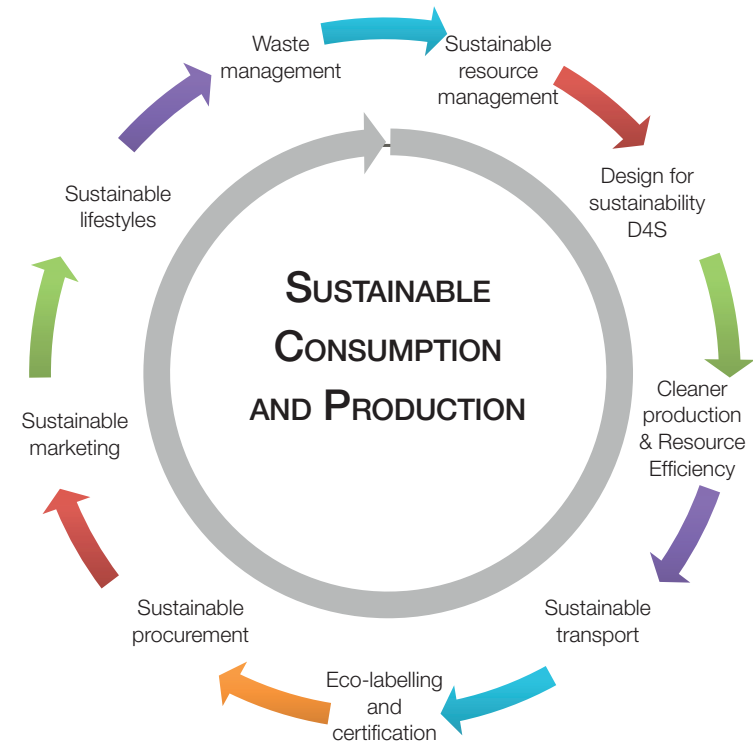 Waste
management
Sustainable
resource
management
Design for
sustainability
D4S
Cleaner
production
& Resource
Efficiency
Sustainable
transport
Eco-labelling
and
certification
Sustainable
procurement
Sustainable
marketing
Sustainable
lifestyles
SUSTAINABLE
CONSUMPTION
AND PRODUCTION